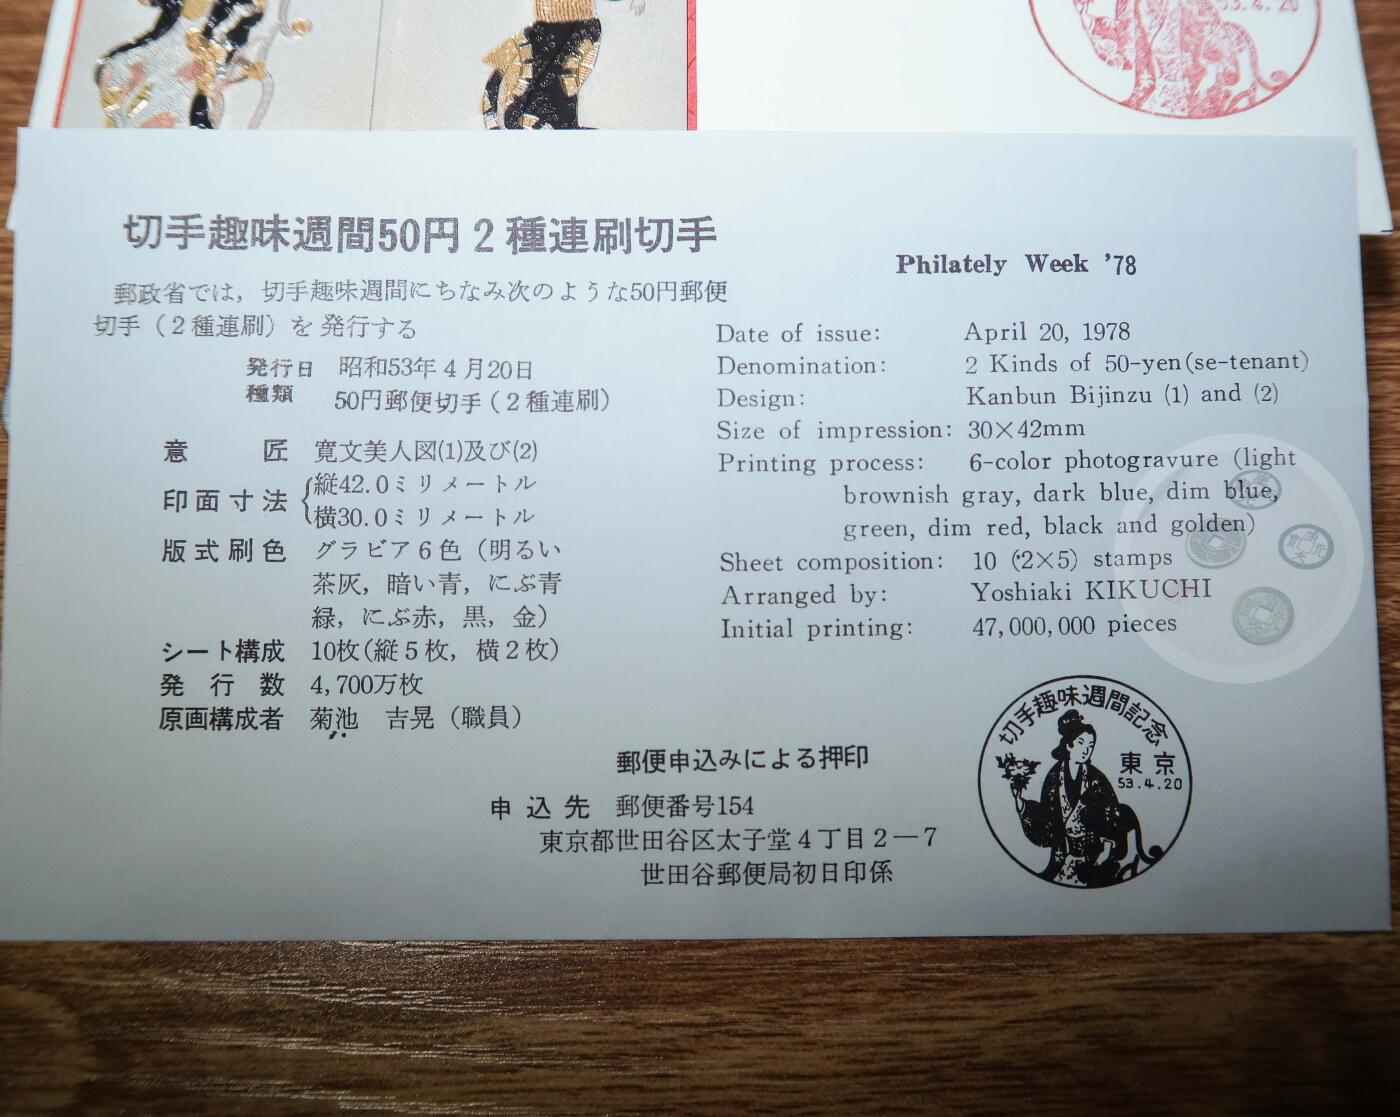 53.4.20
切手趣味週間50円2種連刷切手
郵政省では,切手趣味週間にちなみ次のような50円郵便
切手(2種連刷)を発行する
発行日 昭和53年4月20日
種類 50円郵便切手(2種連刷)
意匠 寛文美人図(1)及び(2)
印面寸法 縦42.0ミリメートル
横30.0ミリメートル
版式刷色 グラビア6色(明るい
茶灰,暗い青,にぶ青
緑,にぶ赤,黒,金)
シート構成 10枚(縦5枚,横2枚)
発行数 4,700万枚
原画構成者 菊池 吉晃(職員)
Philately Week '78
Date of issue: April 20, 1978
Denomination: 2 Kinds of 50-yen(se-tenant)
Design: Kanbun Bijinzu (1) and (2)
Size of impression: 30×42mm
Printing process: 6-color photogravure (light
brownish gray, dark blue, dim blue,
green, dim red, black and golden)
Sheet composition: 10 (2×5) stamps
Arranged by: Yoshiaki KIKUCHI
Initial printing: 47,000,000 pieces
郵便申込みによる押印
申込先 郵便番号154
東京都世田谷区太子堂4丁目2—7
世田谷郵便局初日印係
切手趣味週間記念
東京
53.4.20